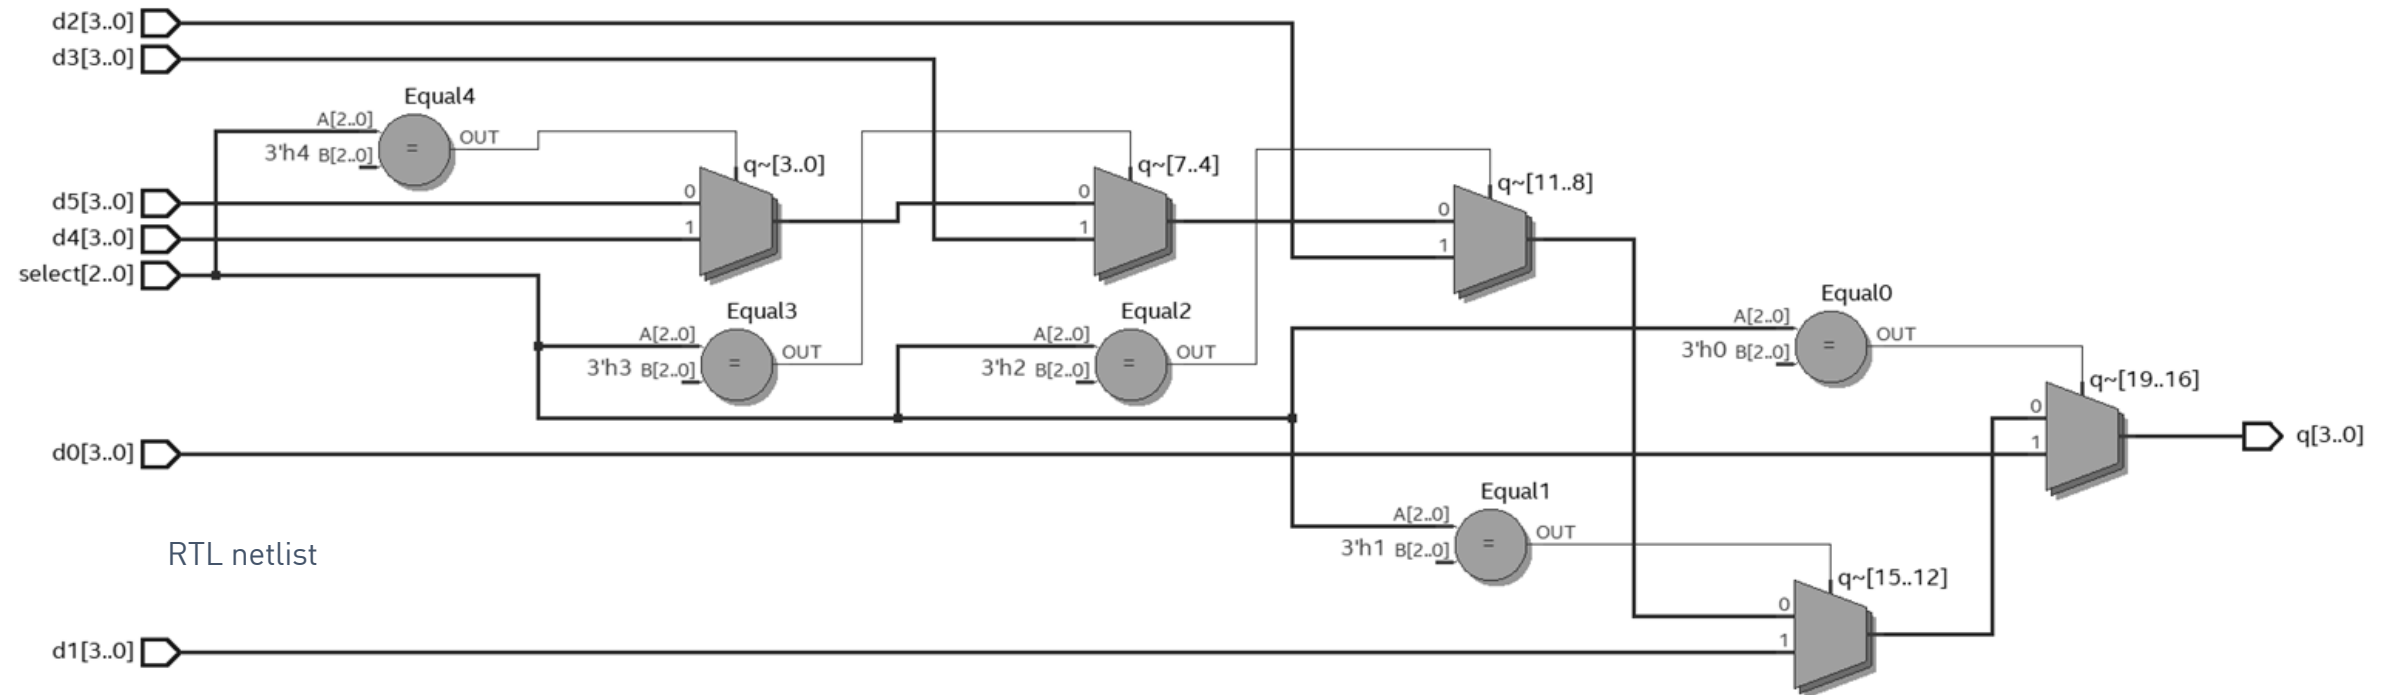 d2[3..0]
d3[3..0]
Equal4
A[2..0]
3'h4 B[2..0]
=
OUT
q~[3..0]
0
1
q~[7..4]
0
1
q~[11..8]
0
1
d5[3..0]
d4[3..0]
select[2..0]
Equal3
A[2..0]
3'h3 B[2..0]
=
OUT
Equal2
A[2..0]
3'h2 B[2..0]
=
OUT
Equal0
A[2..0]
3'h0 B[2..0]
=
OUT
q~[19..16]
0
1
q[3..0]
d0[3..0]
Equal1
A[2..0]
3'h1 B[2..0]
=
OUT
q~[15..12]
0
1
RTL netlist
d1[3..0]